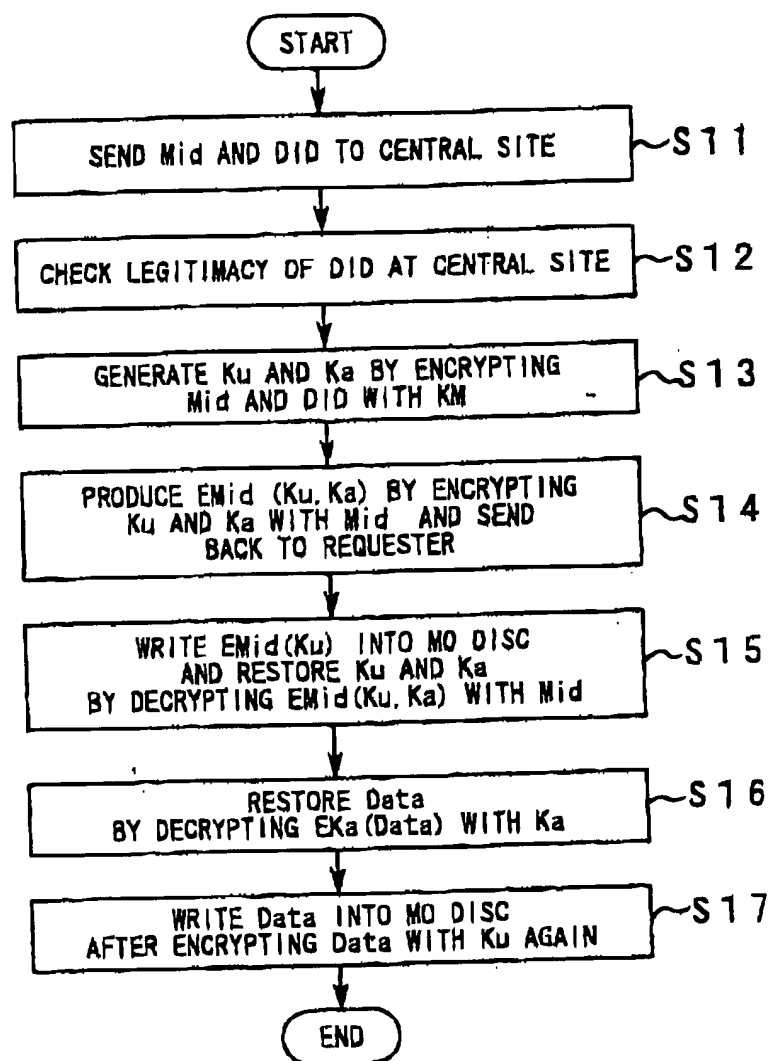 START
SEND Mid AND DID TO CENTRAL SITE
S11
CHECK LEGITIMACY OF DID AT CENTRAL SITE
S12
GENERATE Ku AND Ka BY ENCRYPTING
Mid AND DID WITH KM
S13
PRODUCE EMid (Ku,Ka) BY ENCRYPTING
Ku AND Ka WITH Mid AND SEND
BACK TO REQUESTER
S14
WRITE EMid(Ku) INTO MO DISC
AND RESTORE Ku AND Ka
BY DECRYPTING EMid(Ku,Ka) WITH Mid
S15
RESTORE Data
BY DECRYPTING EKa(Data) WITH Ka
S16
WRITE Data INTO MO DISC
AFTER ENCRYPTING Data WITH Ku AGAIN
S17
END